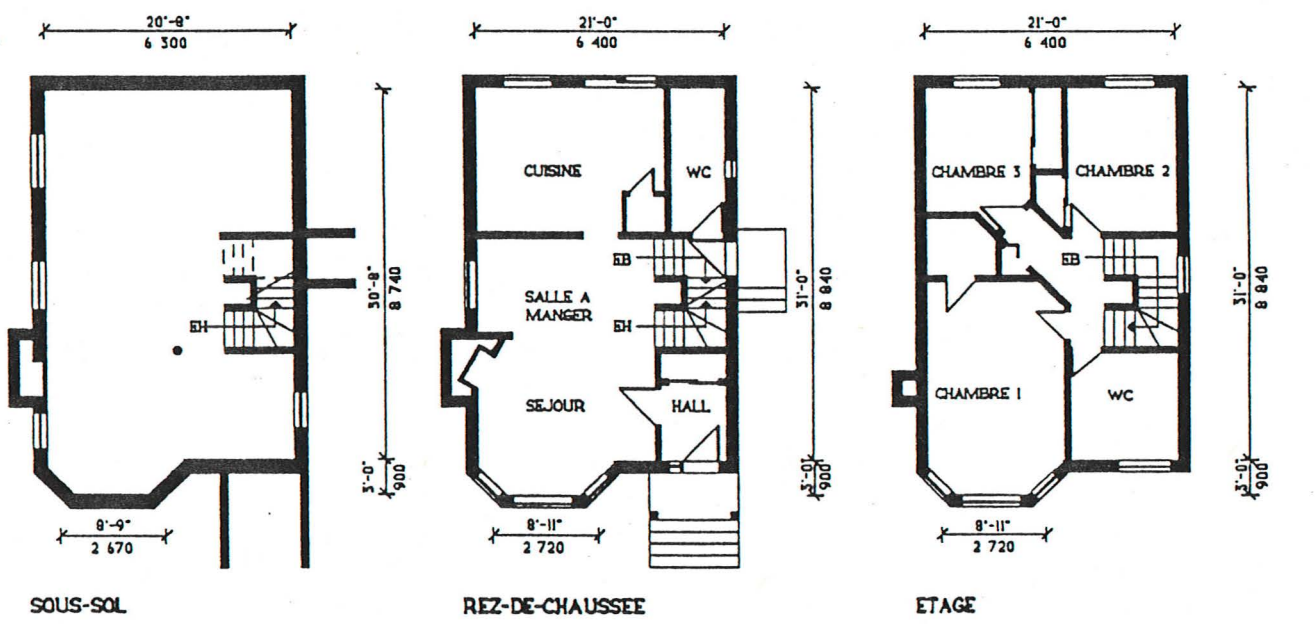 20'-8"
6 300
30'-8"
8 740
EH
3'-0"
900
8'-9"
2 670
SOUS-SOL
21'-0"
6 400
CUISINE
WC
EB
SALLE A
MANGER
EH
SEJOUR
HALL
31'-0"
8 840
3'-0"
900
8'-11"
2 720
REZ-DE-CHAUSSEE
21'-0"
6 400
CHAMBRE 3
CHAMBRE 2
EB
CHAMBRE 1
WC
31'-0"
8 840
3'-0"
900
8'-11"
2 720
ETAGE